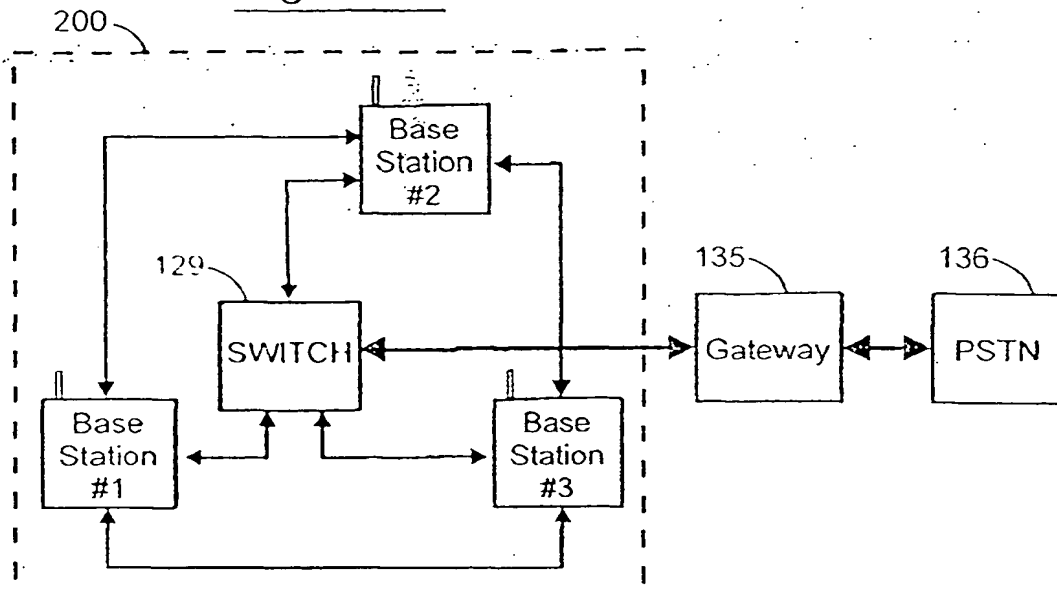 200
Base
Station
#2
129
135
136
SWITCH
Gateway
PSTN
Base
Station
#1
Base
Station
#3